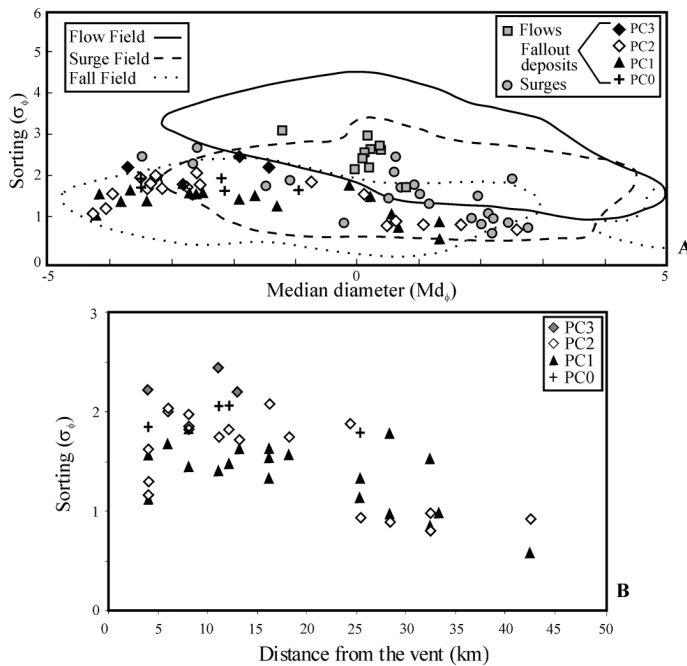 6
5
4
3
2
1
0
Sorting (σϕ)
Flow Field
Surge Field
Fall Field
Flows
Fallout
deposits
Surges
PC3
PC2
PC1
PC0
-5
0
5
Median diameter (Mdϕ)
A
3
2
1
0
Sorting (σϕ)
PC3
PC2
PC1
PC0
0
5
10
15
20
25
30
35
40
45
50
Distance from the vent (km)
B